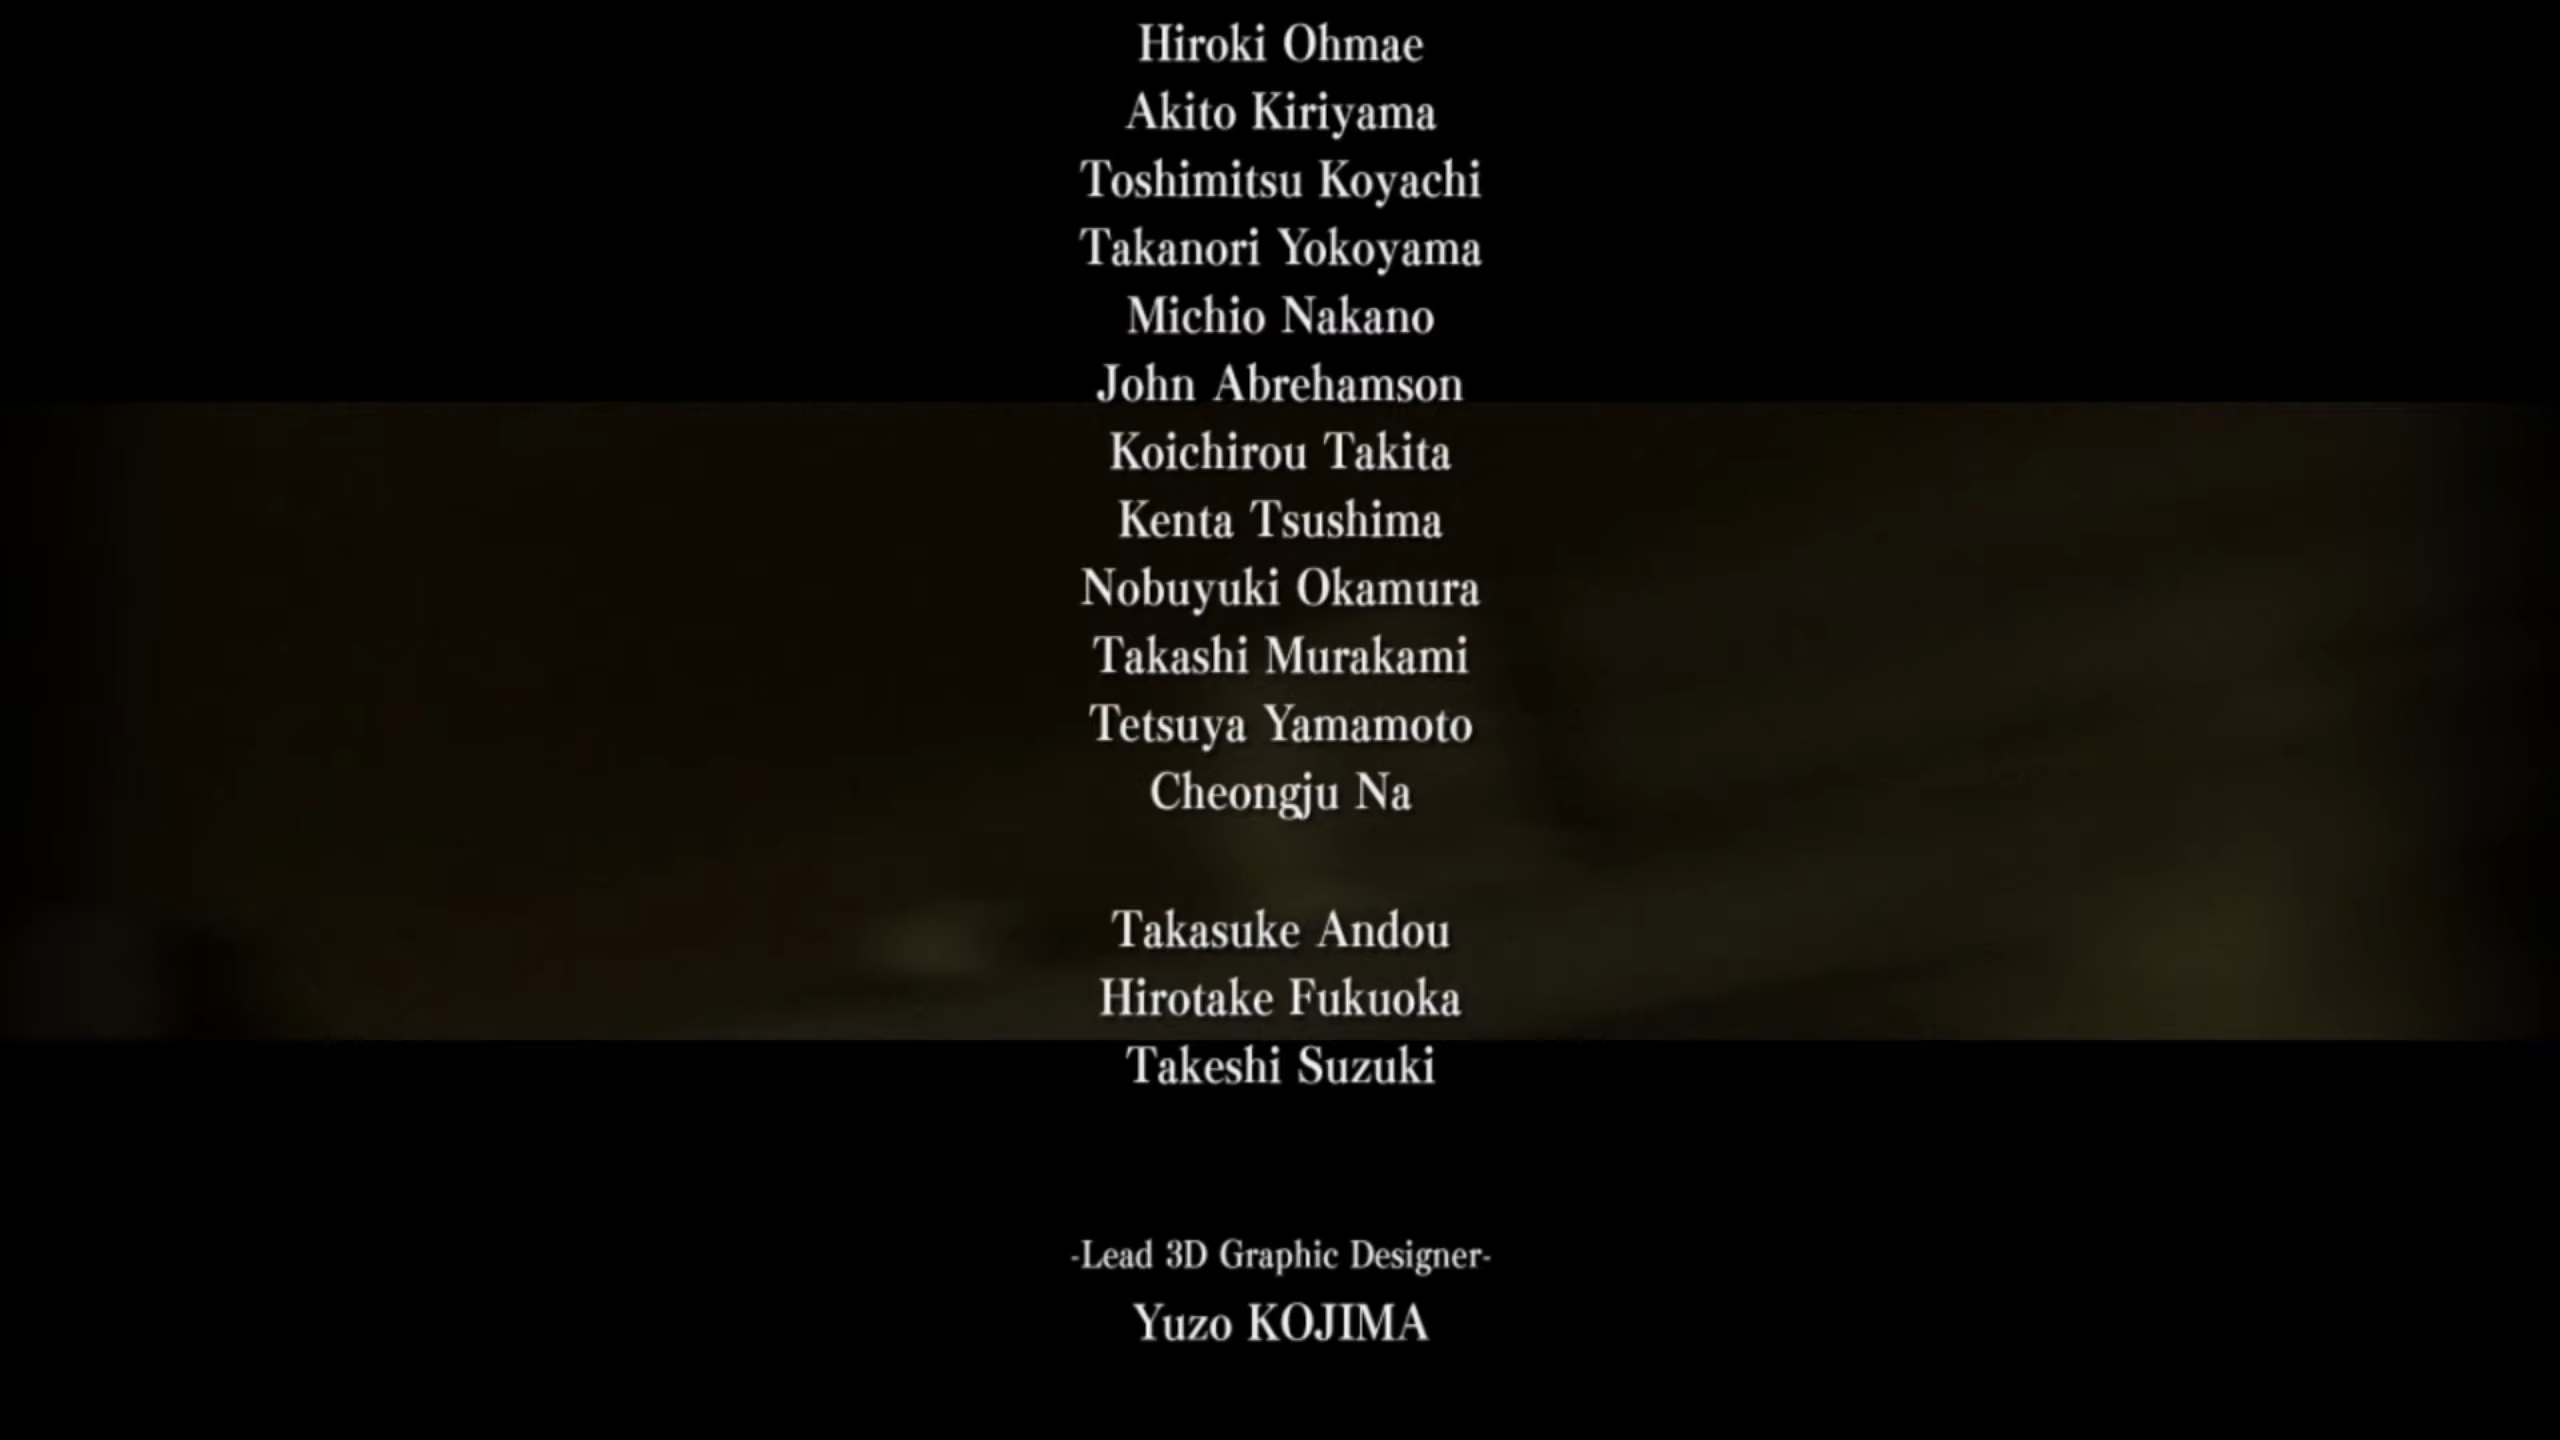 Hiroki Ohmae
Akito Kiriyama
Toshimitsu Koyachi
Takanori Yokoyama
Michio Nakano
John Abrehamson
Koichirou Takita
Kenta Tsushima
Nobuyuki Okamura
Takashi Murakami
Tetsuya Yamamoto
Cheongju Na
Takasuke Andou
Hirotake Fukuoka
Takeshi Suzuki
-Lead 3D Graphic Designer-
Yuzo KOJIMA